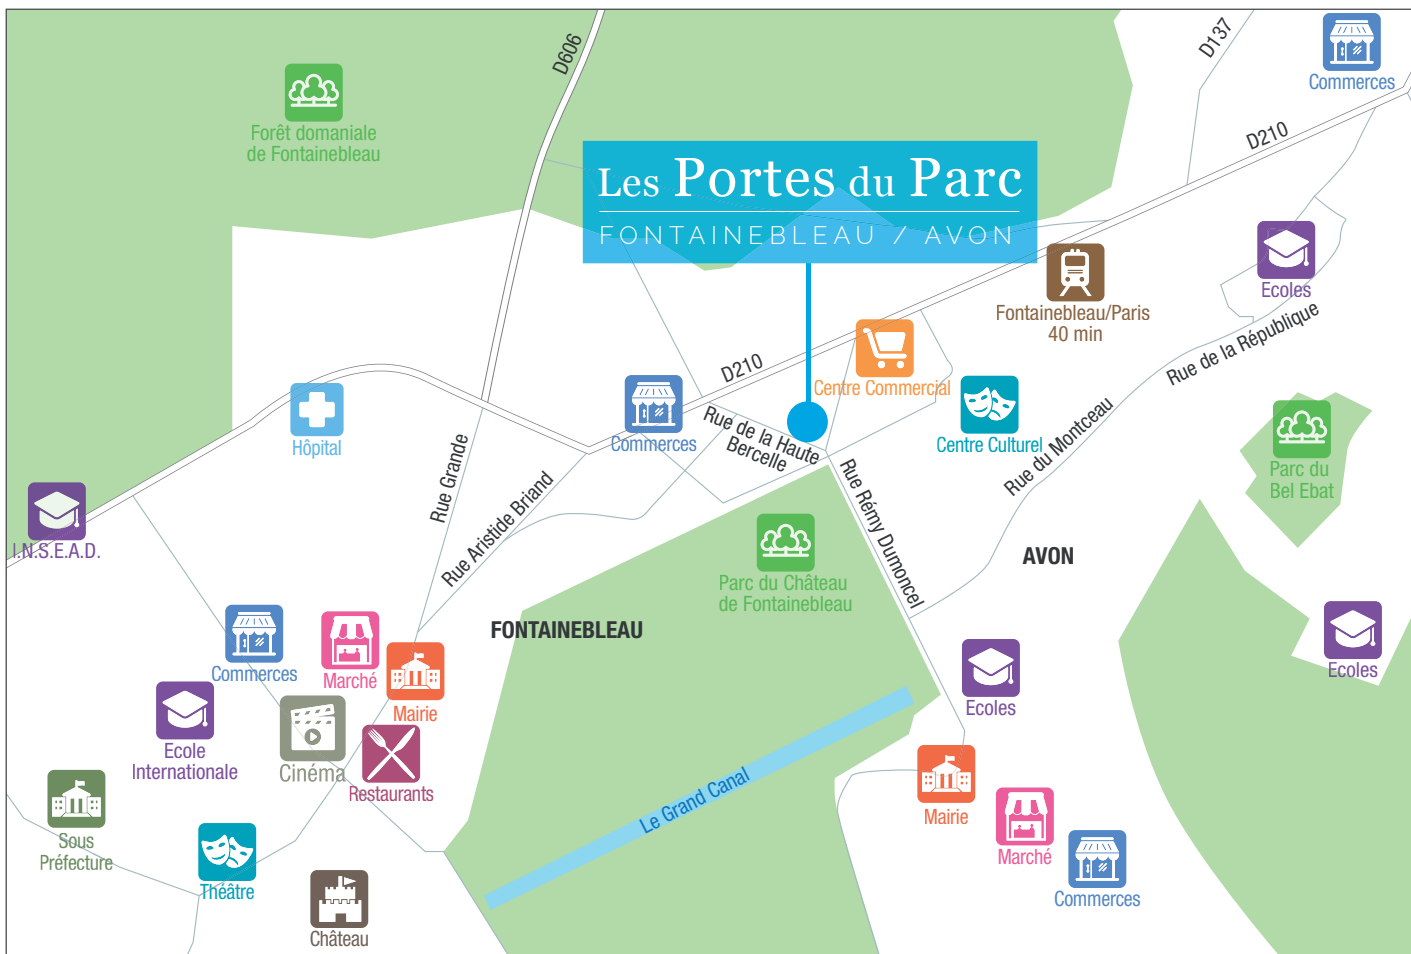 D606
D137
Commerces
Forêt domaniale
de Fontainebleau
D210
Les Portes du Parc
FONTAINEBLEAU / AVON
Ecoles
Fontainebleau/Paris
40 min
Rue de la République
D210
Centre Commercial
Hôpital
Commerces
Rue de la Haute
Bercelle
Centre Culturel
Rue du Montceau
Parc du
Bel Ebat
Rue Grande
Rue Aristide Briand
Rue Rémy Dumoncel
I.N.S.E.A.D.
AVON
Parc du Château
de Fontainebleau
FONTAINEBLEAU
Commerces
Marché
Mairie
Ecoles
Ecoles
Ecole
Internationale
Cinéma
Restaurants
Le Grand Canal
Mairie
Sous
Préfecture
Théâtre
Marché
Commerces
Château